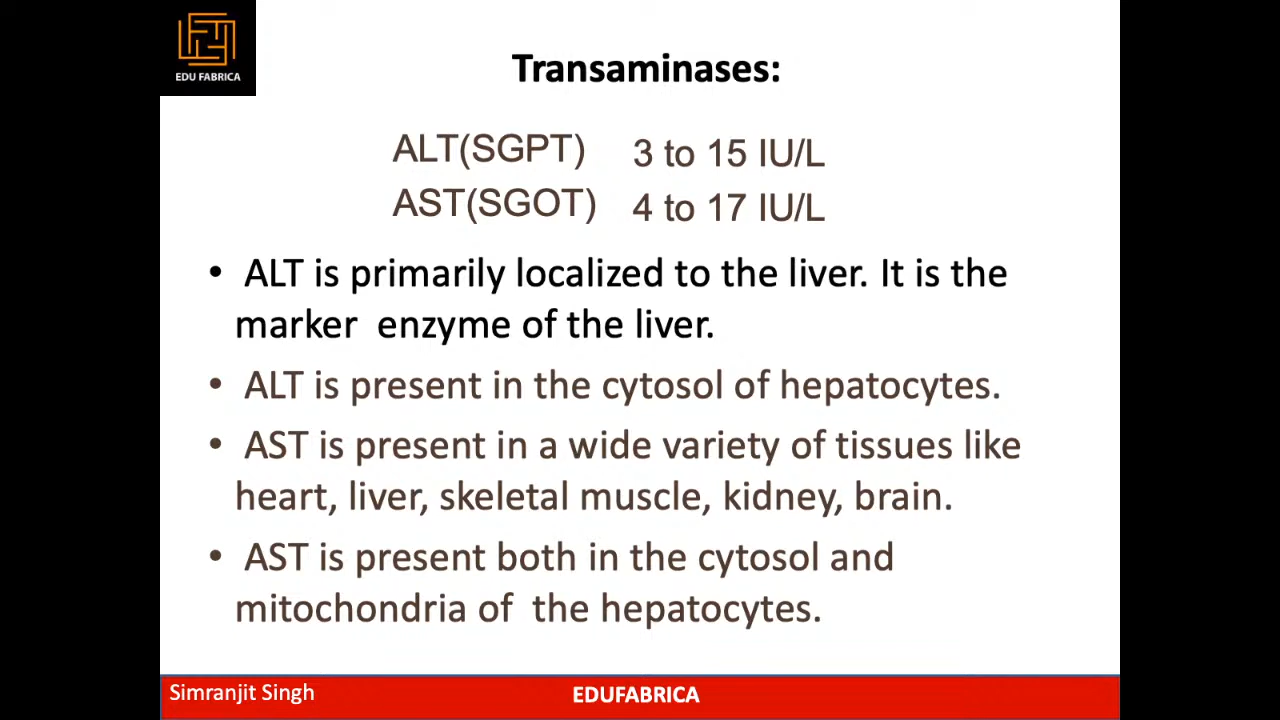 EDU FABRICA
Transaminases:
ALT(SGPT) 3 to 15 IU/L
AST(SGOT) 4 to 17 IU/L
• ALT is primarily localized to the liver. It is the
marker enzyme of the liver.
• ALT is present in the cytosol of hepatocytes.
• AST is present in a wide variety of tissues like
heart, liver, skeletal muscle, kidney, brain.
• AST is present both in the cytosol and
mitochondria of the hepatocytes.
Simranjit Singh EDUFABRICA